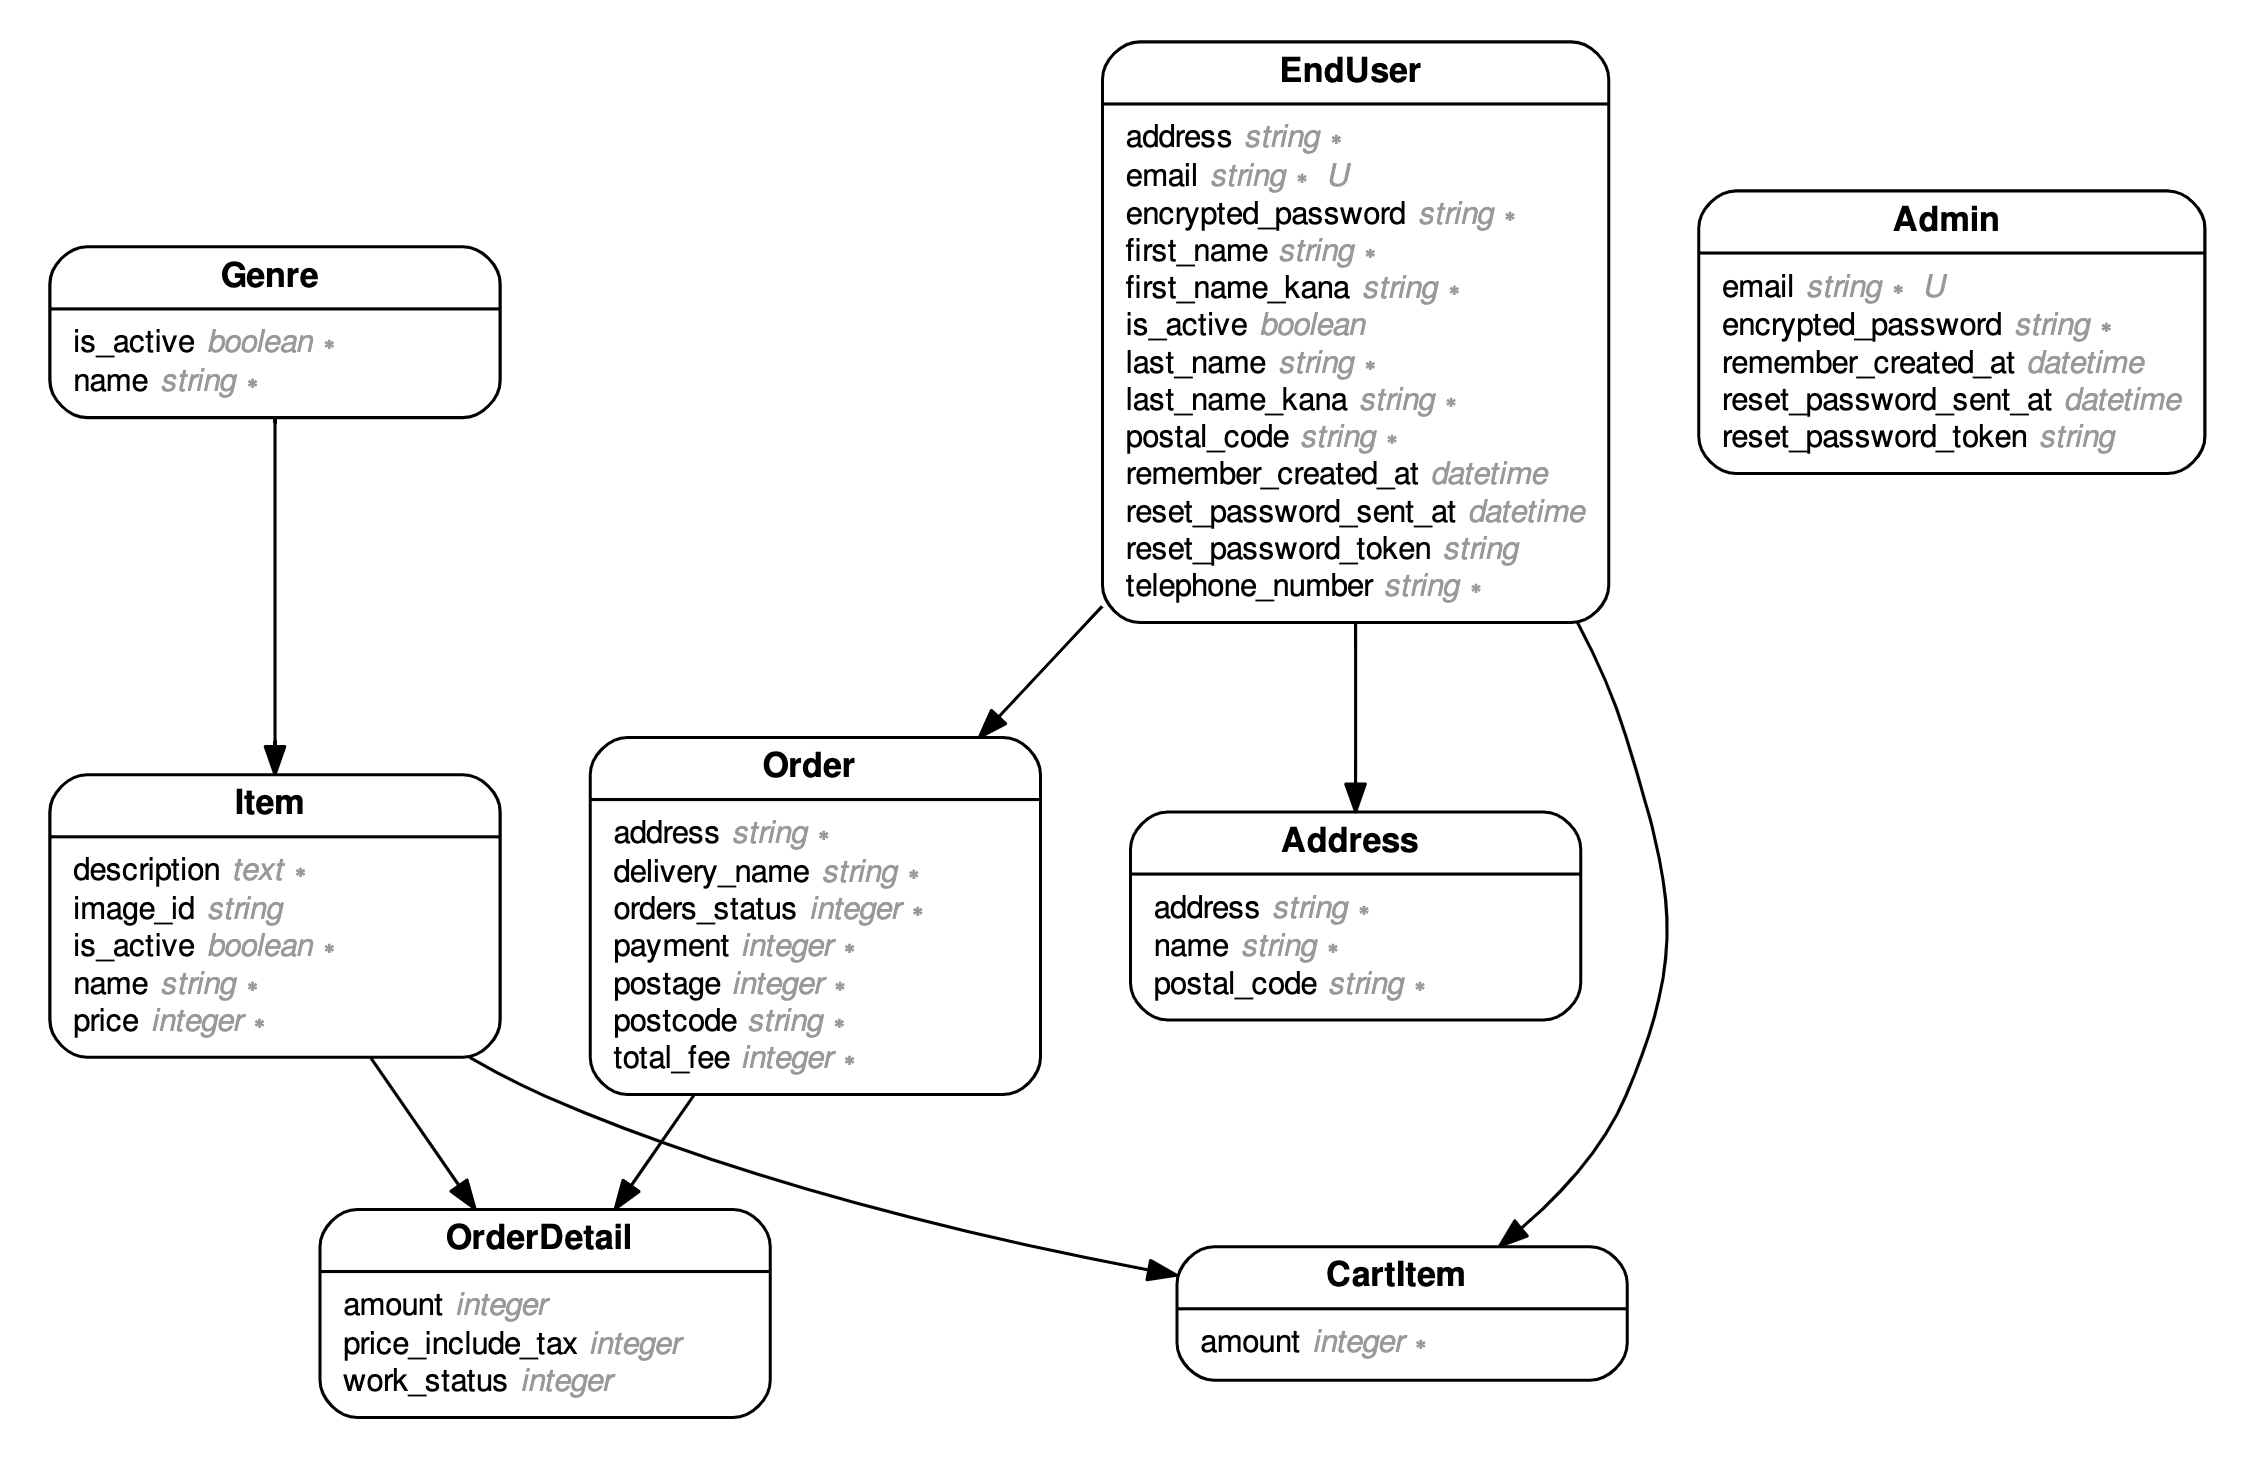 EndUser
address string *
email string * U
encrypted_password string *
first_name string *
first_name_kana string *
is_active boolean
last_name string *
last_name_kana string *
postal_code string *
remember_created_at datetime
reset_password_sent_at datetime
reset_password_token string
telephone_number string *
Admin
email string * U
encrypted_password string *
remember_created_at datetime
reset_password_sent_at datetime
reset_password_token string
Genre
is_active boolean *
name string *
Item
description text *
image_id string
is_active boolean *
name string *
price integer *
Order
address string *
delivery_name string *
orders_status integer *
payment integer *
postage integer *
postcode string *
total_fee integer *
Address
address string *
name string *
postal_code string *
OrderDetail
amount integer
price_include_tax integer
work_status integer
CartItem
amount integer *